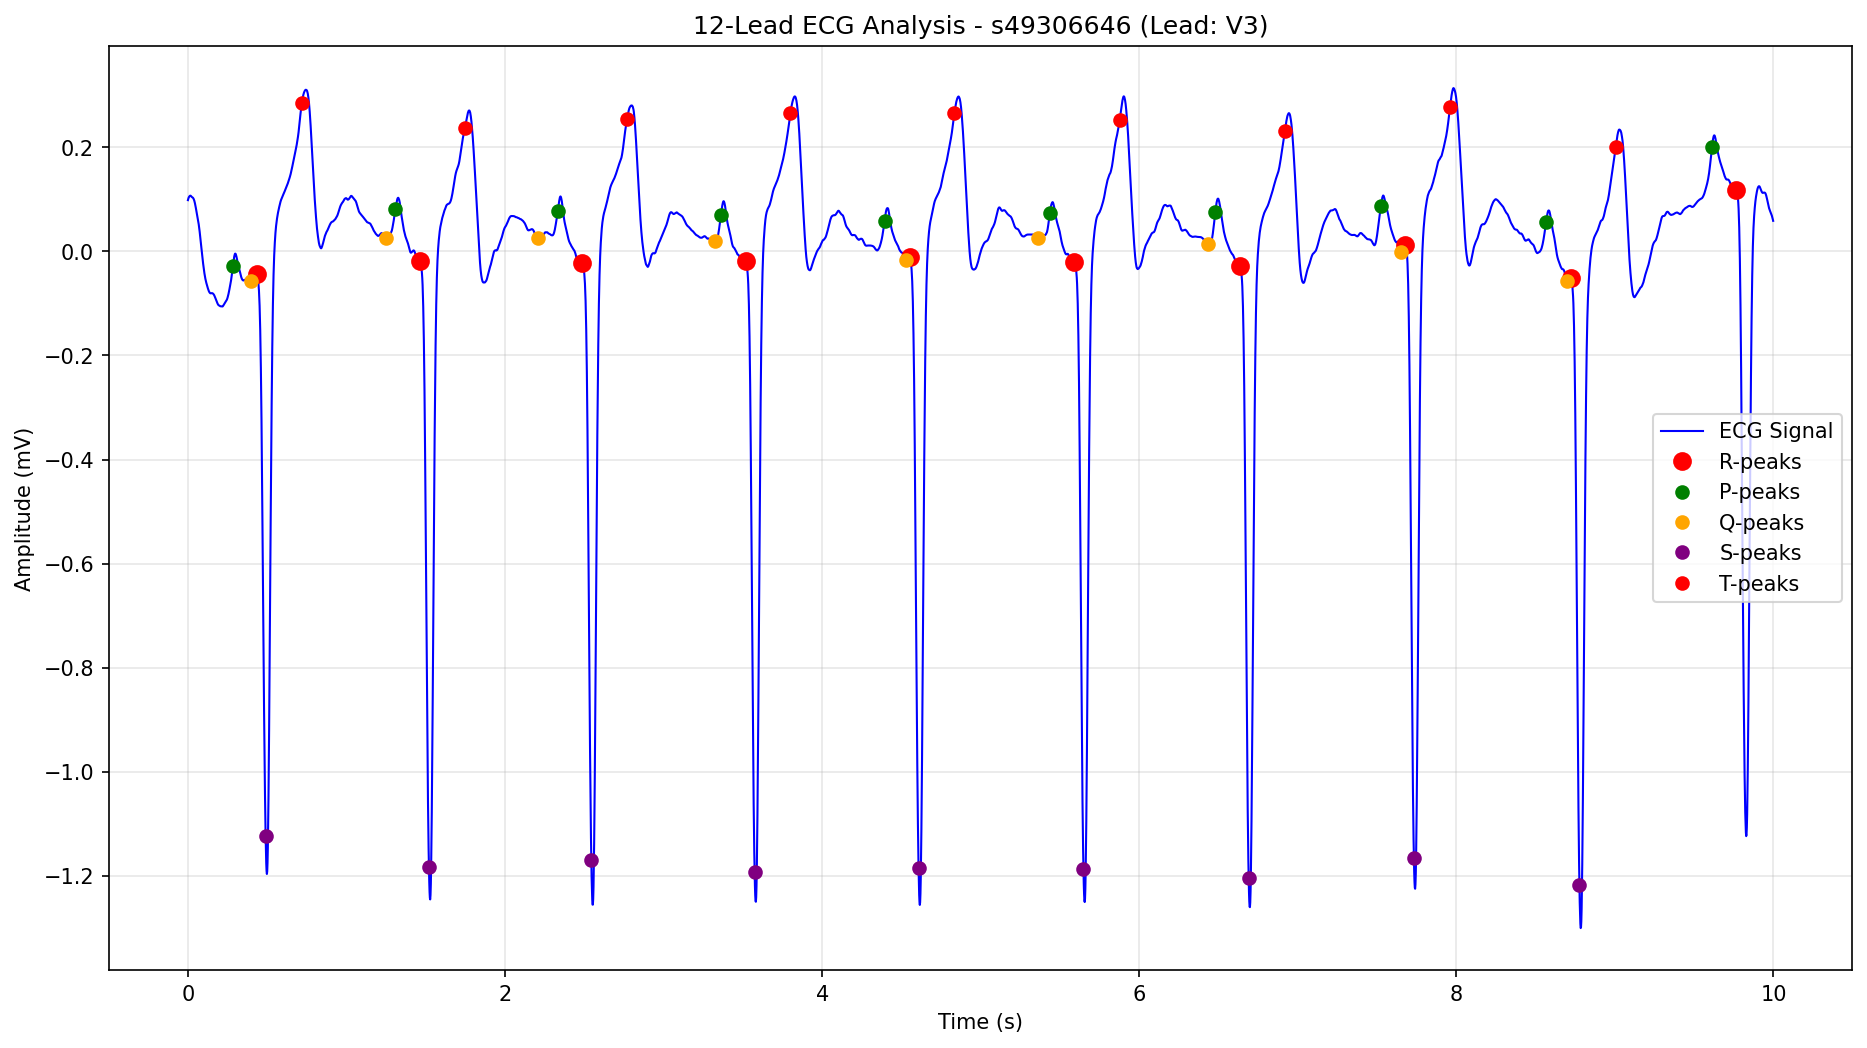 12-Lead ECG Analysis - s49306646 (Lead: V3)
Amplitude (mV)
0.2
0.0
−0.2
−0.4
−0.6
−0.8
−1.0
−1.2
ECG Signal
R-peaks
P-peaks
Q-peaks
S-peaks
T-peaks
0 2 4 6 8 10
Time (s)